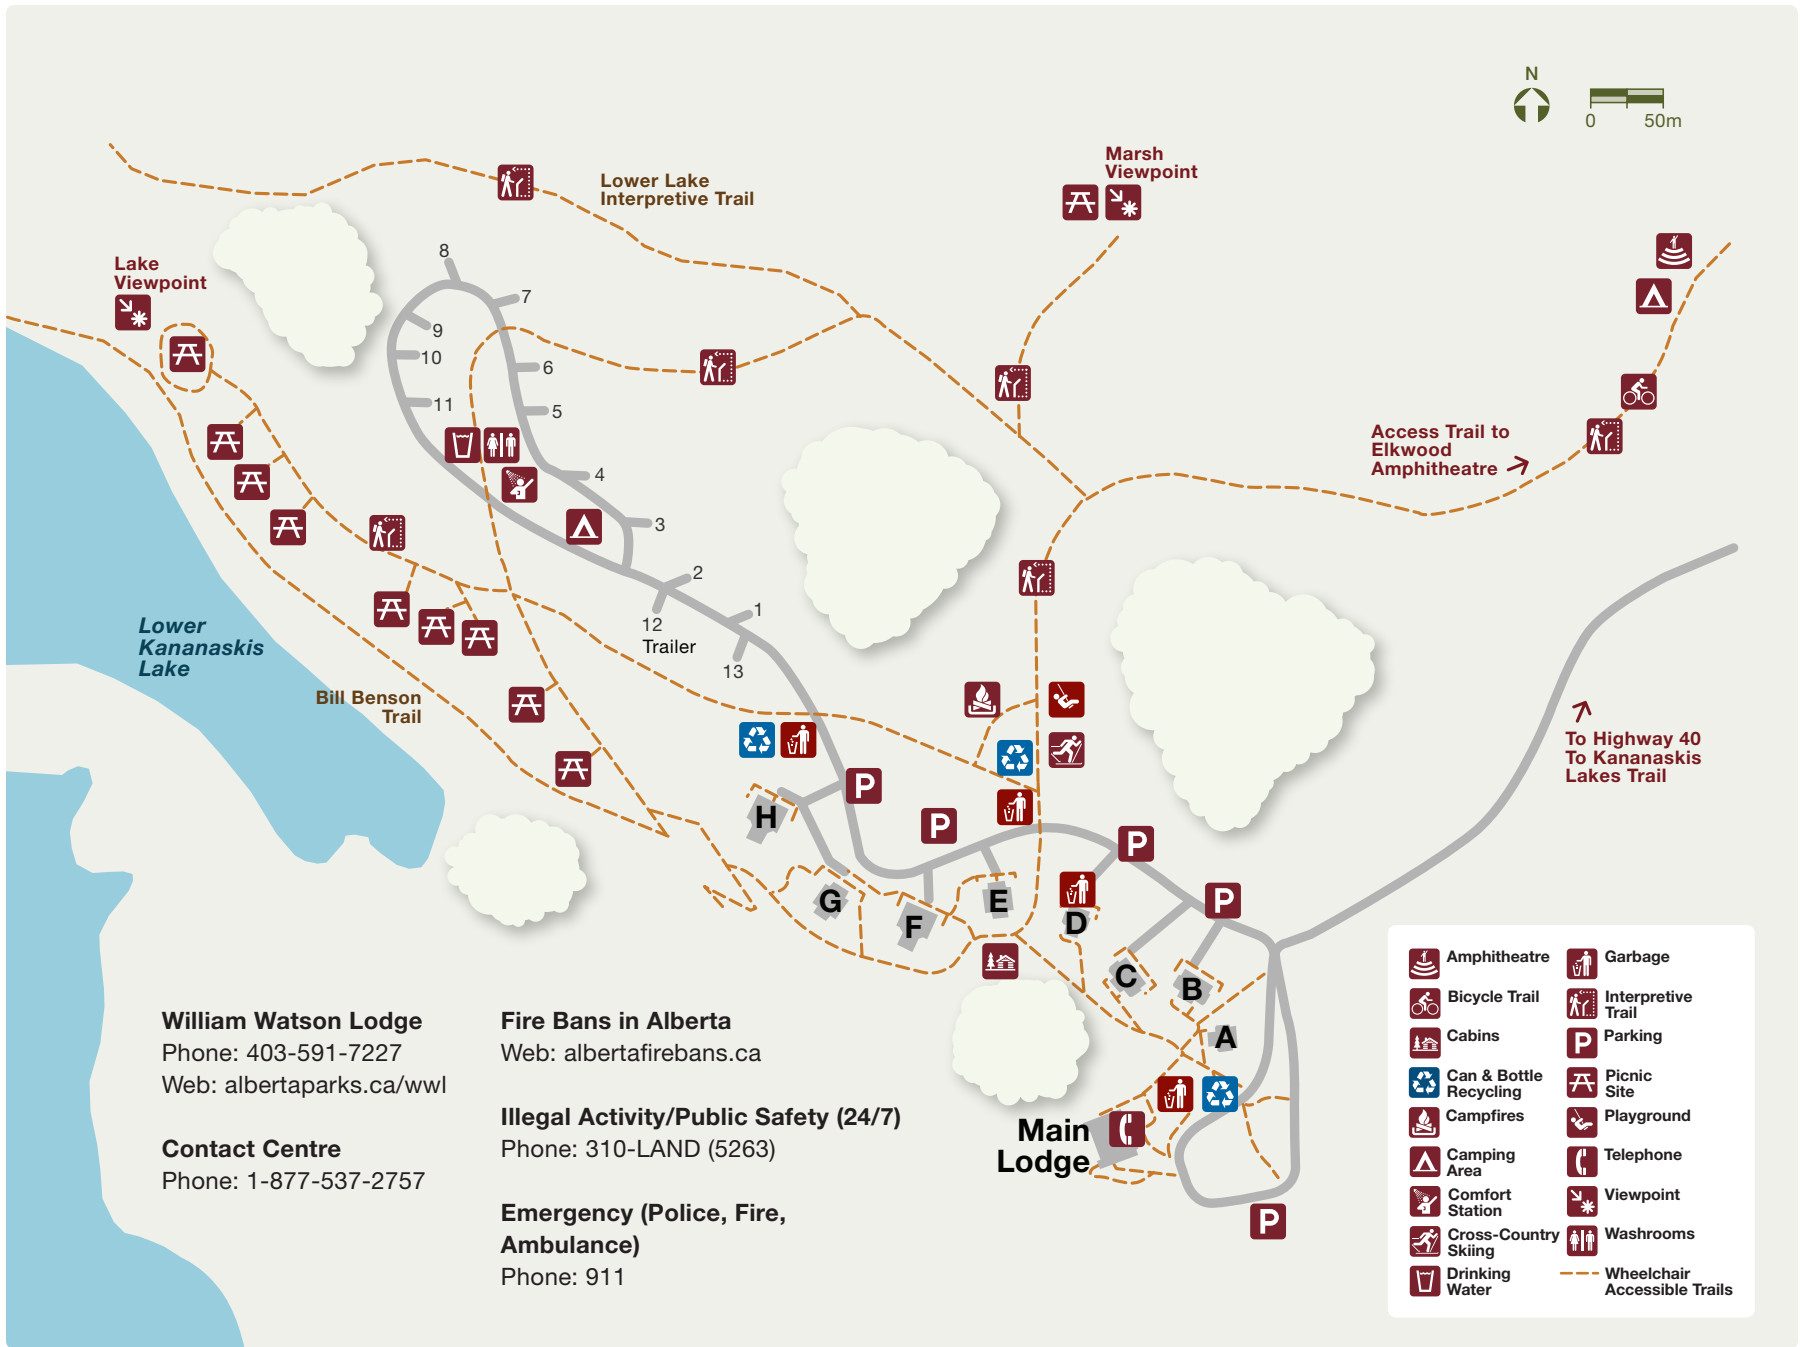 N
0 50m
Marsh
Viewpoint
Lower Lake
Interpretive Trail
Lake
Viewpoint
8
7
9
10
6
11
5
4
3
2
1
12
Trailer
13
Access Trail to
Elkwood
Amphitheatre
Lower
Kananaskis
Lake
Bill Benson
Trail
To Highway 40
To Kananaskis
Lakes Trail
P
P
P
P
H
G
F
E
D
C
B
A
Main
Lodge
P
William Watson Lodge
Phone: 403-591-7227
Web: albertaparks.ca/wwl
Contact Centre
Phone: 1-877-537-2757
Fire Bans in Alberta
Web: albertafirebans.ca
Illegal Activity/Public Safety (24/7)
Phone: 310-LAND (5263)
Emergency (Police, Fire,
Ambulance)
Phone: 911
Amphitheatre
Bicycle Trail
Cabins
Can & Bottle
Recycling
Campfires
Camping
Area
Comfort
Station
Cross-Country
Skiing
Drinking
Water
Garbage
Interpretive
Trail
P Parking
Picnic
Site
Playground
Telephone
Viewpoint
Washrooms
Wheelchair
Accessible Trails